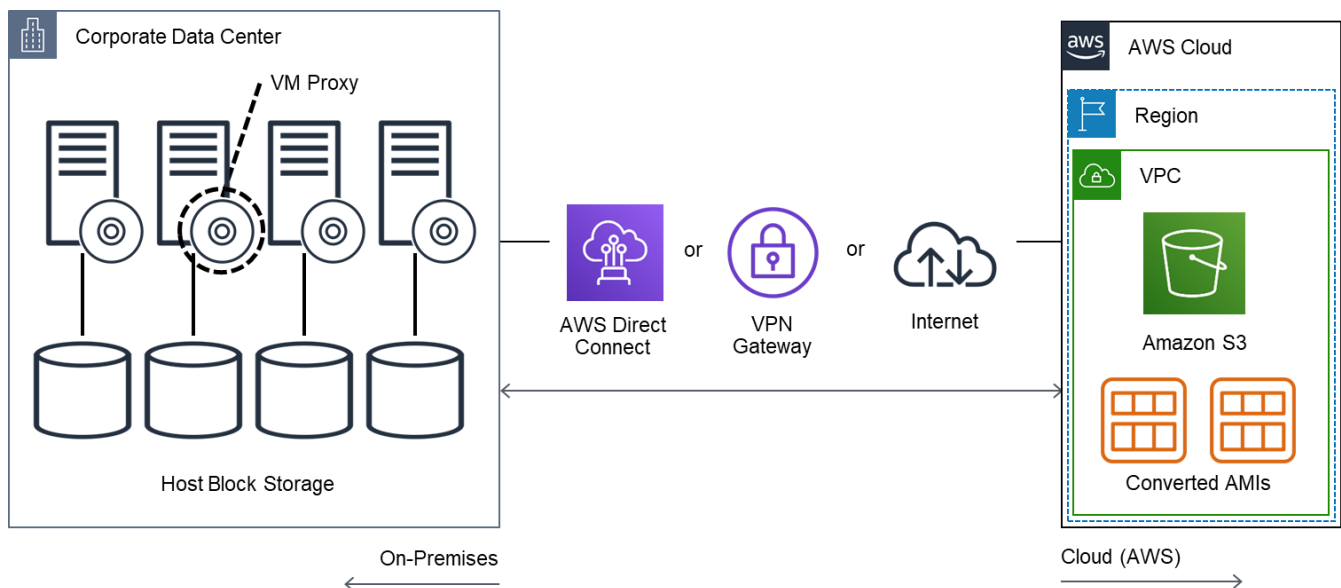 Corporate Data Center
VM Proxy
Host Block Storage
On-Premises
AWS Direct
Connect
or
VPN
Gateway
or
Internet
aws
AWS Cloud
Region
VPC
Amazon S3
Converted AMIs
Cloud (AWS)